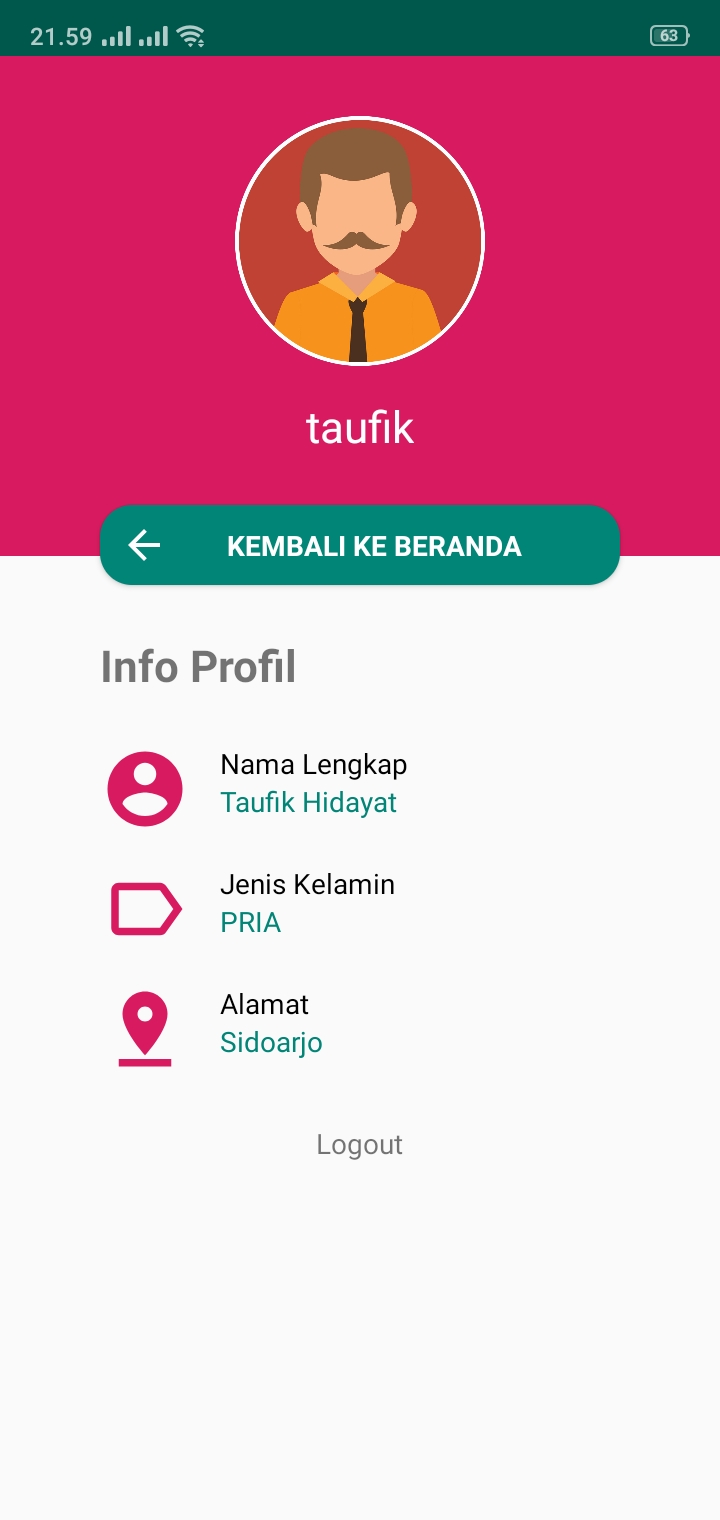 21.59
63
taufik
KEMBALI KE BERANDA
Info Profil
Nama Lengkap
Taufik Hidayat
Jenis Kelamin
PRIA
Alamat
Sidoarjo
Logout